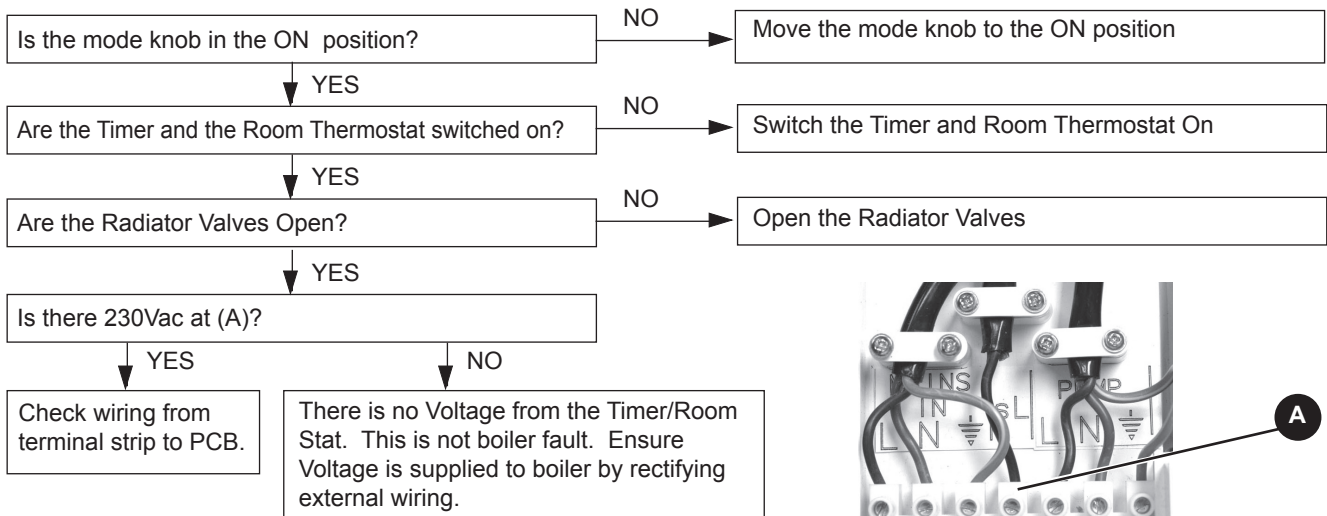 Is the mode knob in the ON position?
NO
Move the mode knob to the ON position
YES
Are the Timer and the Room Thermostat switched on?
NO
Switch the Timer and Room Thermostat On
YES
Are the Radiator Valves Open?
NO
Open the Radiator Valves
YES
Is there 230Vac at (A)?
YES
NO
Check wiring from
terminal strip to PCB.
There is no Voltage from the Timer/Room
Stat. This is not boiler fault. Ensure
Voltage is supplied to boiler by rectifying
external wiring.
IN
L N
SL
L N
A